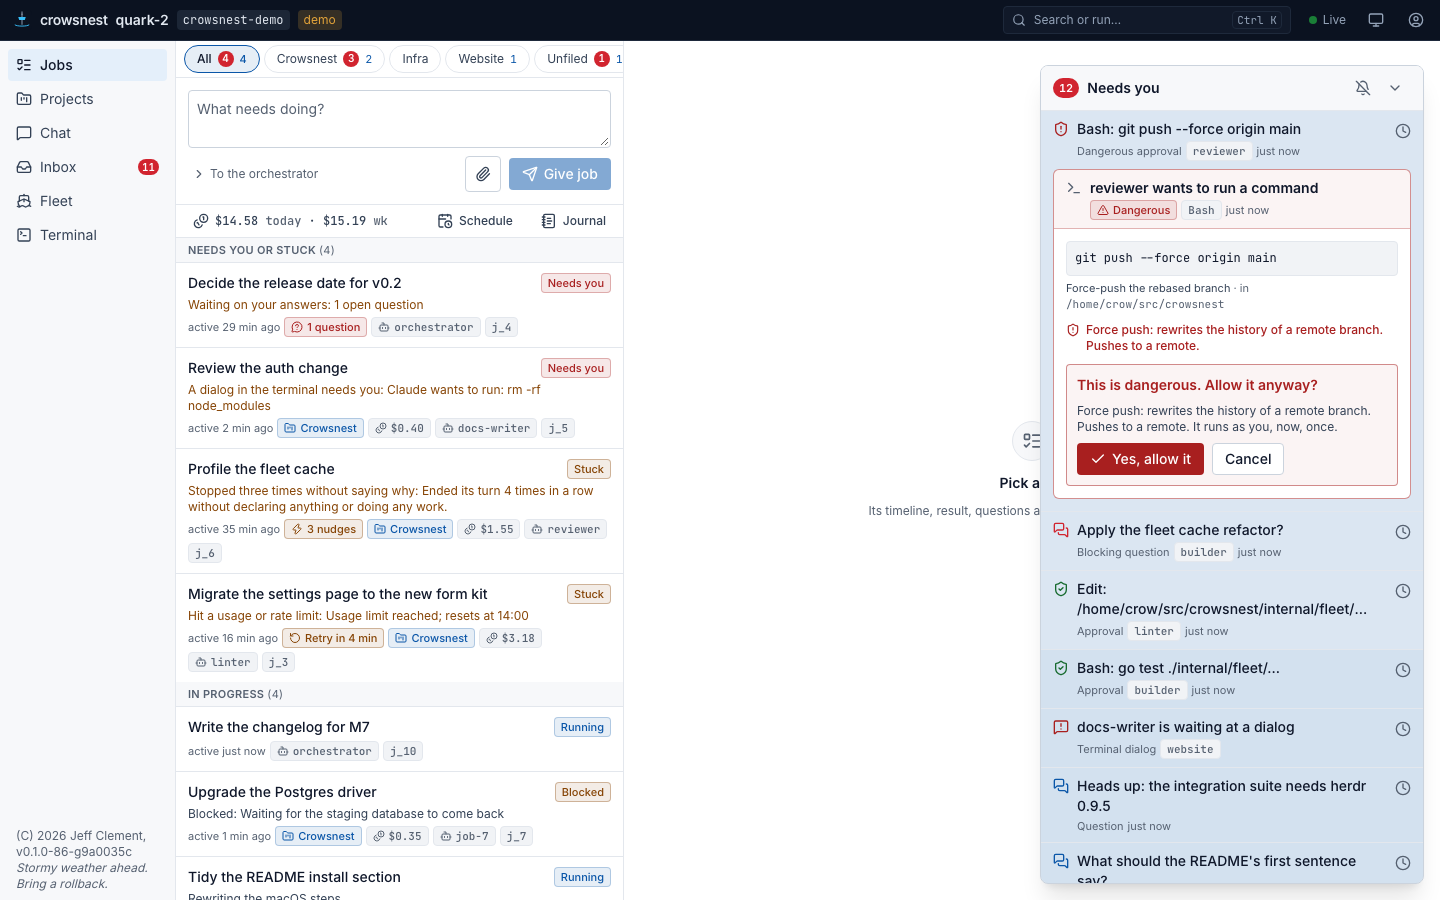 crowsnest quark-2 crowsnest-demo demo
Search or run... Ctrl K
Live
Jobs
Projects
Chat
Inbox 11
Fleet
Terminal
(C) 2026 Jeff Clement,
v0.1.0-86-g9a0035c
Stormy weather ahead.
Bring a rollback.
All 4 4
Crowsnest 3 2
Infra
Website 1
Unfiled 1 1
What needs doing?
To the orchestrator
Give job
$14.58 today · $15.19 wk
Schedule
Journal
NEEDS YOU OR STUCK (4)
Decide the release date for v0.2 Needs you
Waiting on your answers: 1 open question
active 29 min ago 1 question orchestrator j_4
Review the auth change Needs you
A dialog in the terminal needs you: Claude wants to run: rm -rf
node_modules
active 2 min ago Crowsnest $0.40 docs-writer j_5
Profile the fleet cache Stuck
Stopped three times without saying why: Ended its turn 4 times in a row
without declaring anything or doing any work.
active 35 min ago 3 nudges Crowsnest $1.55 reviewer
j_6
Migrate the settings page to the new form kit Stuck
Hit a usage or rate limit: Usage limit reached; resets at 14:00
active 16 min ago Retry in 4 min Crowsnest $3.18
linter j_3
IN PROGRESS (4)
Write the changelog for M7 Running
active just now orchestrator j_10
Upgrade the Postgres driver Blocked
Blocked: Waiting for the staging database to come back
active 1 min ago Crowsnest $0.35 job-7 j_7
Tidy the README install section Running
Rewriting the macOS steps
Pick a
Its timeline, result, questions a
12 Needs you
Bash: git push --force origin main
Dangerous approval reviewer just now
reviewer wants to run a command
Dangerous Bash just now
git push --force origin main
Force-push the rebased branch · in
/home/crow/src/crowsnest
Force push: rewrites the history of a remote branch.
Pushes to a remote.
This is dangerous. Allow it anyway?
Force push: rewrites the history of a remote branch.
Pushes to a remote. It runs as you, now, once.
Yes, allow it
Cancel
Apply the fleet cache refactor?
Blocking question builder just now
Edit:
/home/crow/src/crowsnest/internal/fleet/...
Approval linter just now
Bash: go test ./internal/fleet/...
Approval builder just now
docs-writer is waiting at a dialog
Terminal dialog website
Heads up: the integration suite needs herdr
0.9.5
Question just now
What should the README's first sentence
say?